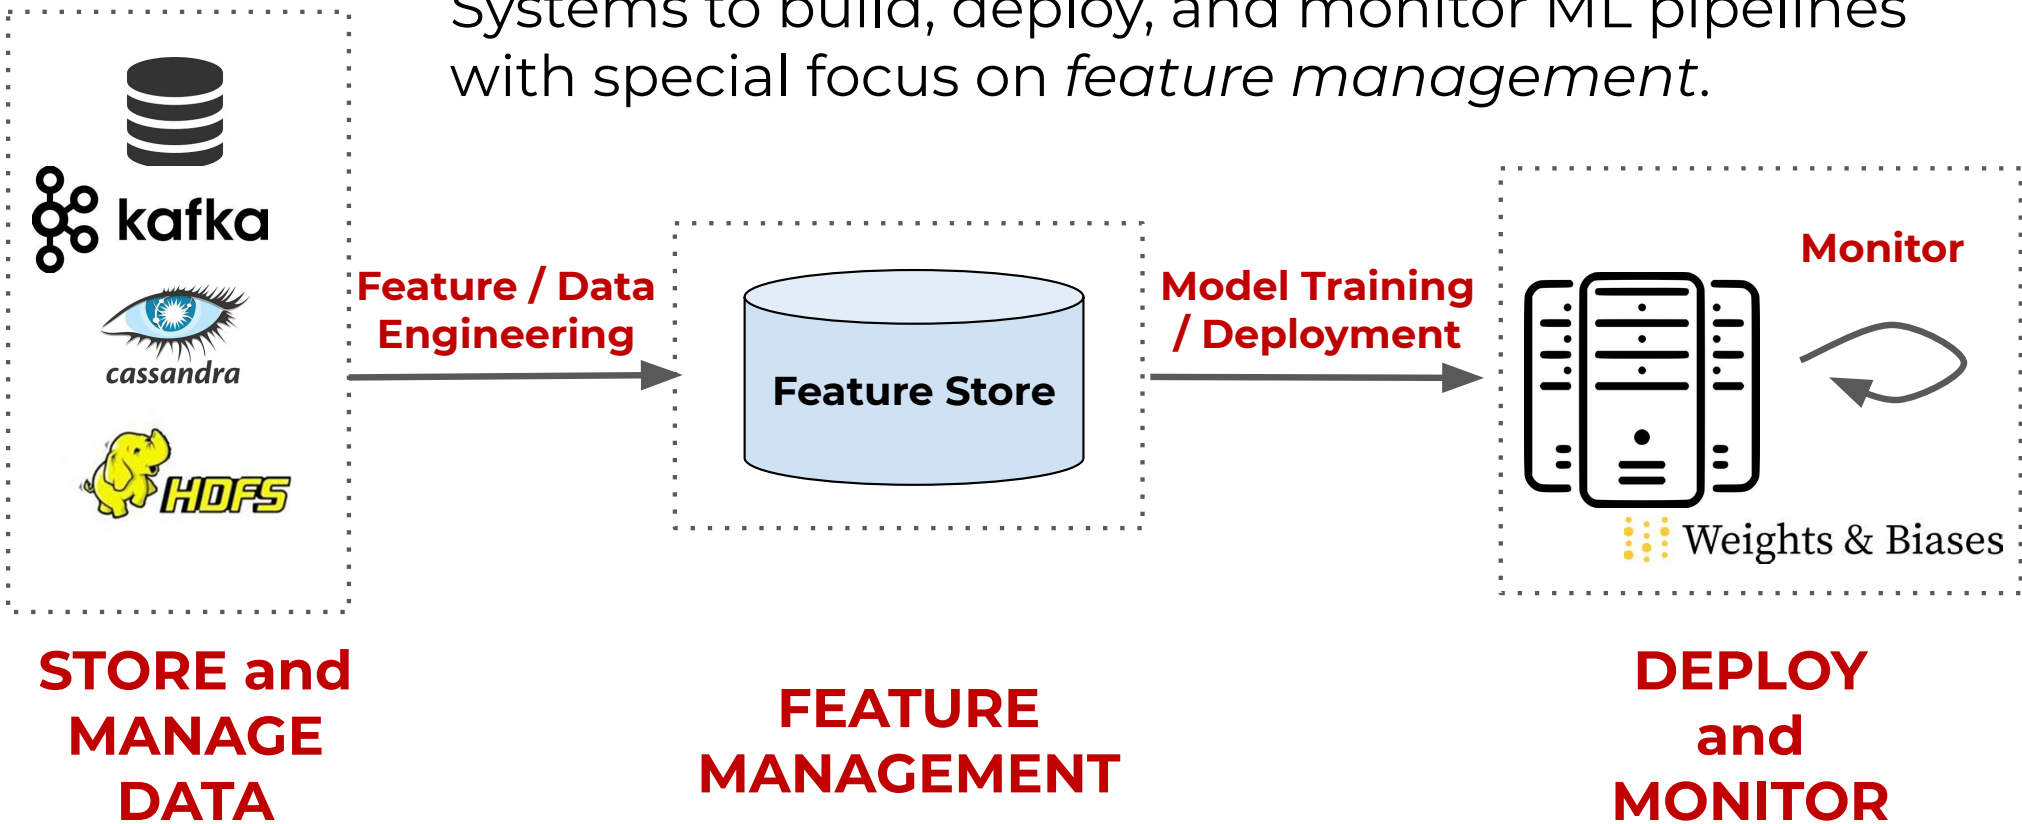 Systems to build, deploy, and monitor ML pipelines
with special focus on feature management.
kafka
cassandra
HDFS
Feature / Data
Engineering
Feature Store
Model Training
/ Deployment
Monitor
Weights & Biases
STORE and
MANAGE
DATA
FEATURE
MANAGEMENT
DEPLOY
and
MONITOR